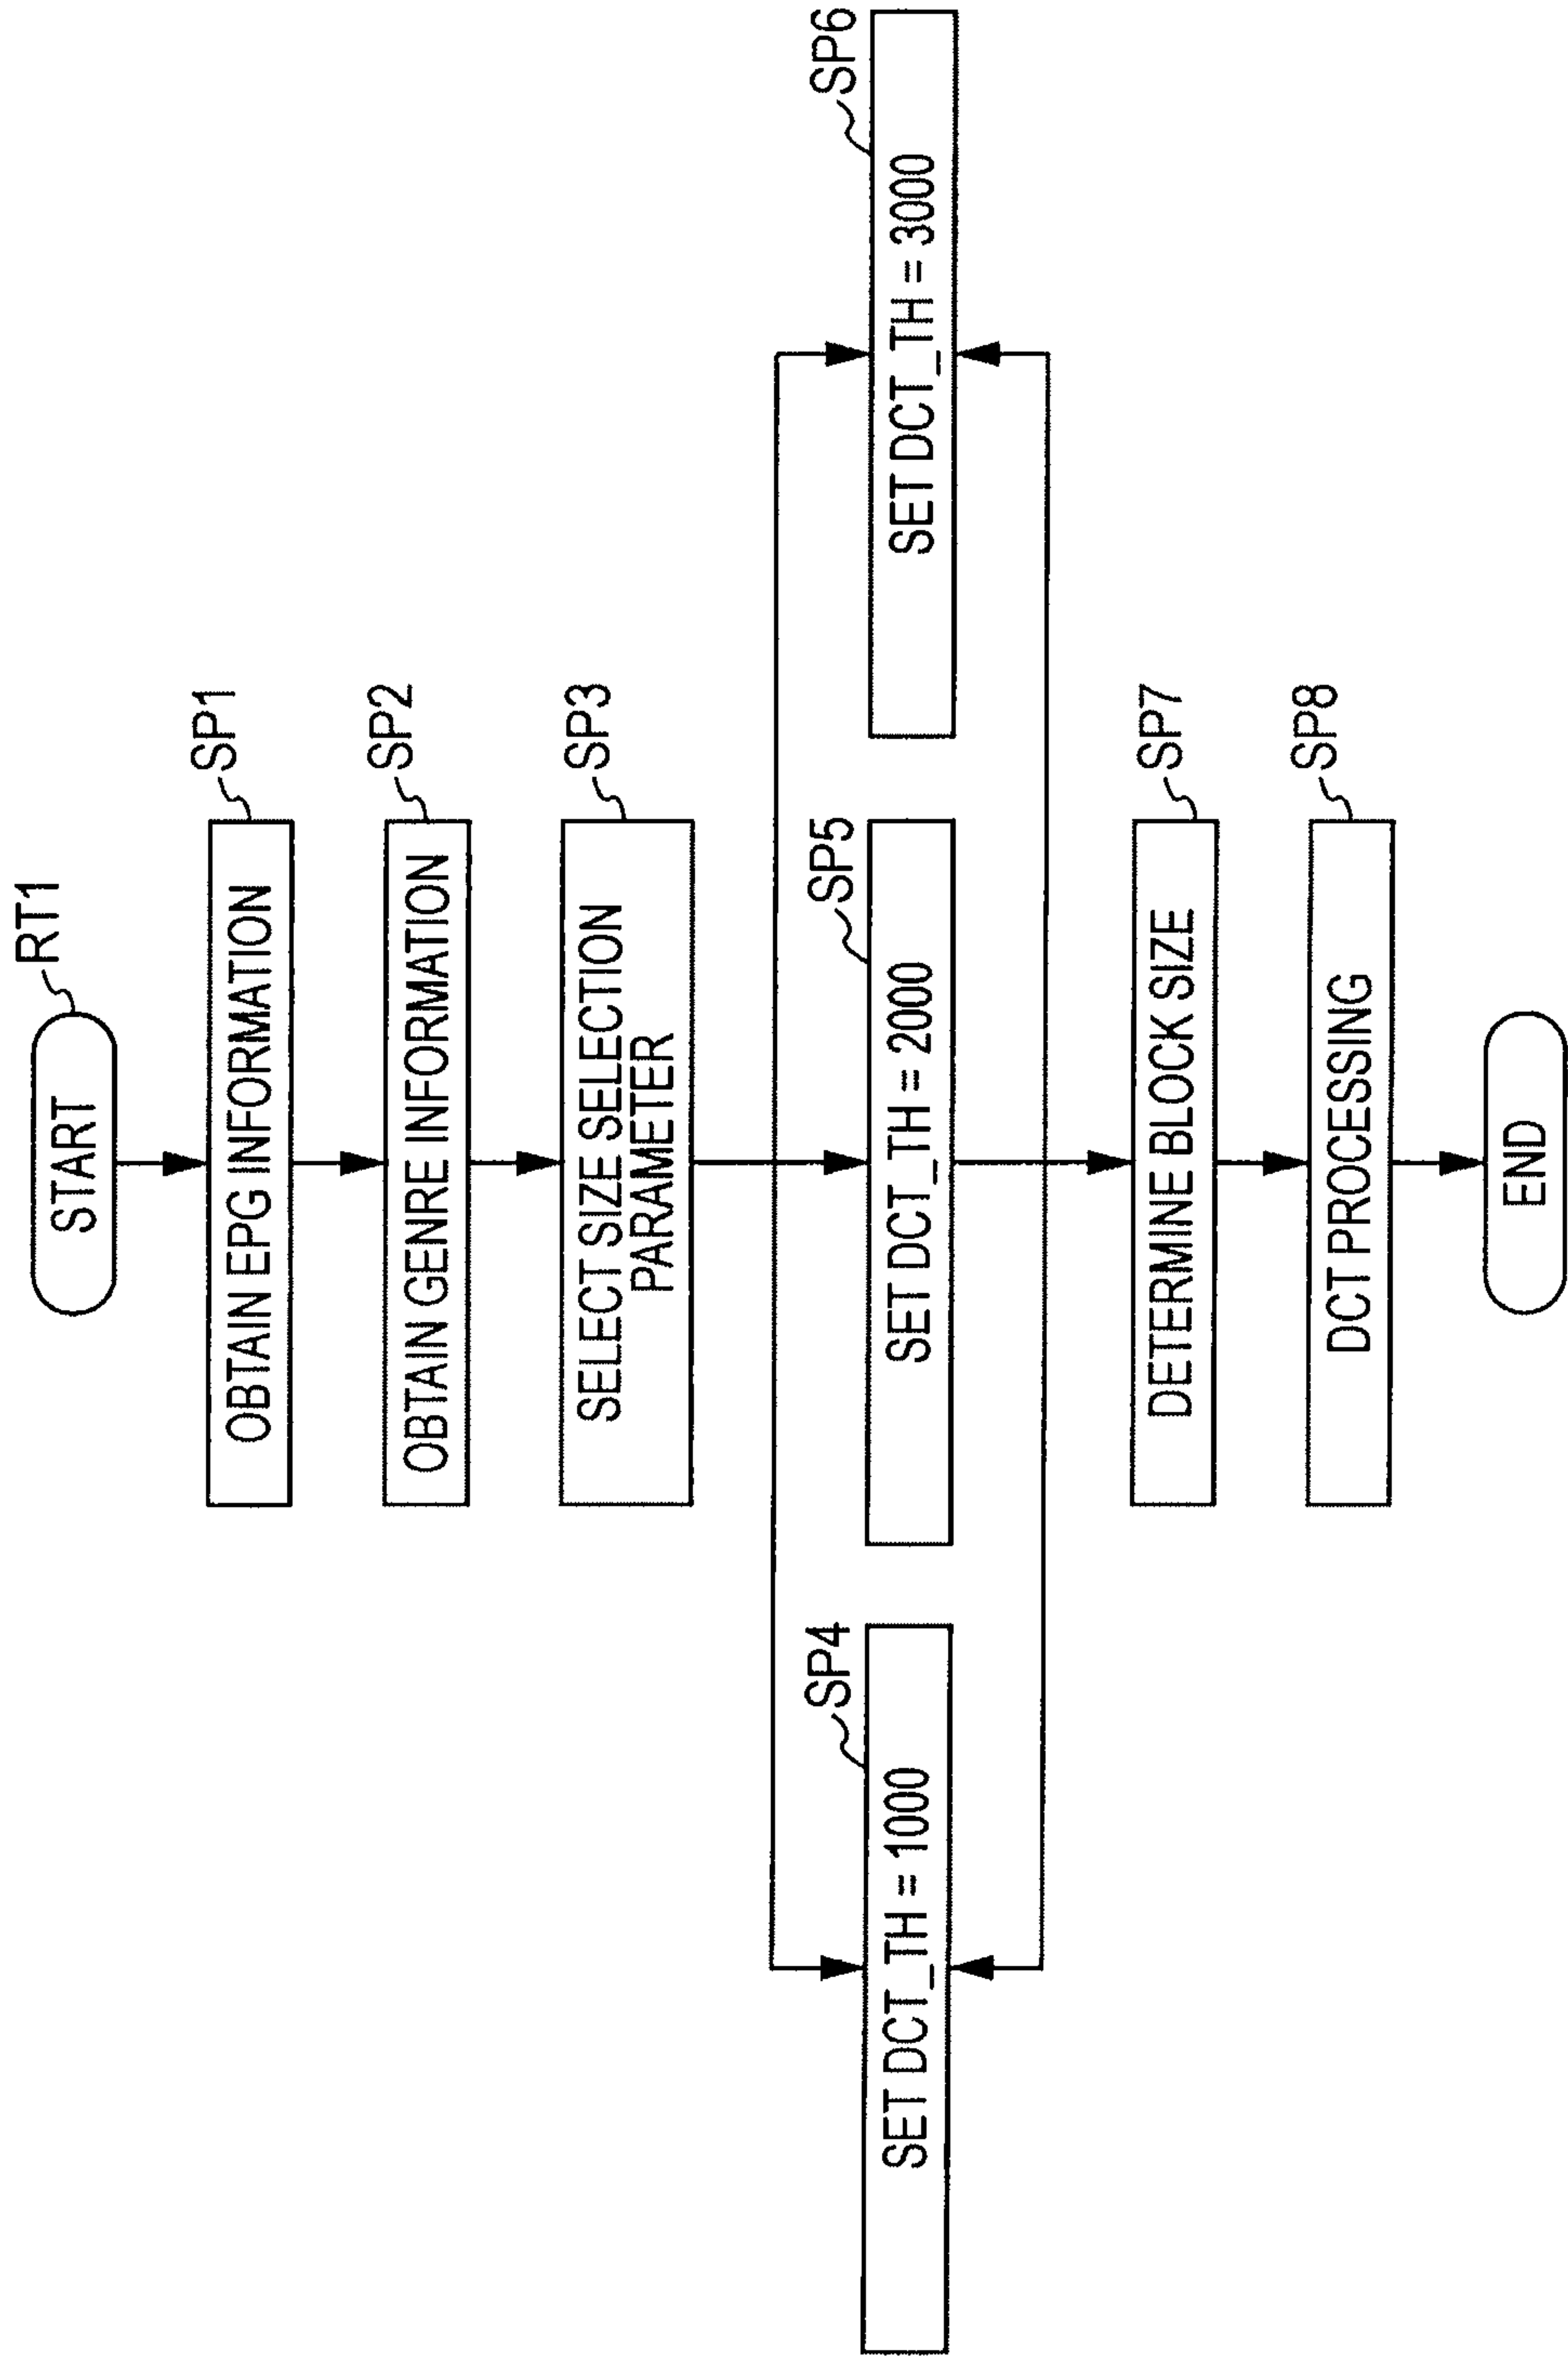 START
RT1
OBTAIN EPG INFORMATION
SP1
OBTAIN GENRE INFORMATION
SP2
SELECT SIZE SELECTION
PARAMETER
SP3
SET DCT_TH = 1000
SP4
SET DCT_TH = 2000
SP5
SET DCT_TH = 3000
SP6
DETERMINE BLOCK SIZE
SP7
DCT PROCESSING
SP8
END